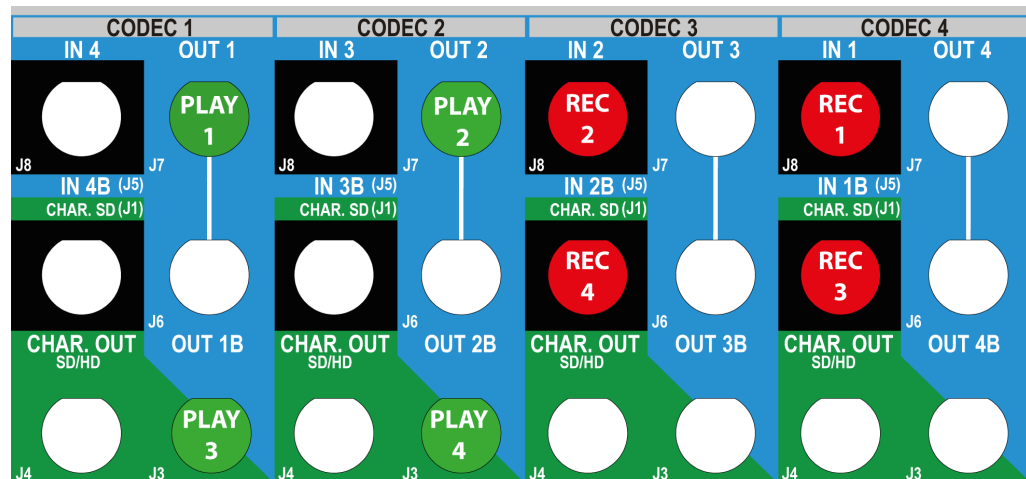 CODEC 1 CODEC 2 CODEC 3 CODEC 4
IN 4 OUT 1 IN 3 OUT 2 IN 2 OUT 3 IN 1 OUT 4
PLAY PLAY REC REC
1 2 2 1
J8 J7 J8 J7 J8 J7 J8 J7
IN 4B (J5) IN 3B (J5) IN 2B (J5) IN 1B (J5)
CHAR. SD (J1) CHAR. SD (J1) CHAR. SD (J1) CHAR. SD (J1)
REC REC
4 3
J6 J6 J6 J6
CHAR. OUT OUT 1B CHAR. OUT OUT 2B CHAR. OUT OUT 3B CHAR. OUT OUT 4B
SD/HD SD/HD SD/HD SD/HD
PLAY PLAY
3 4
J4 J3 J4 J3 J4 J3 J4 J3